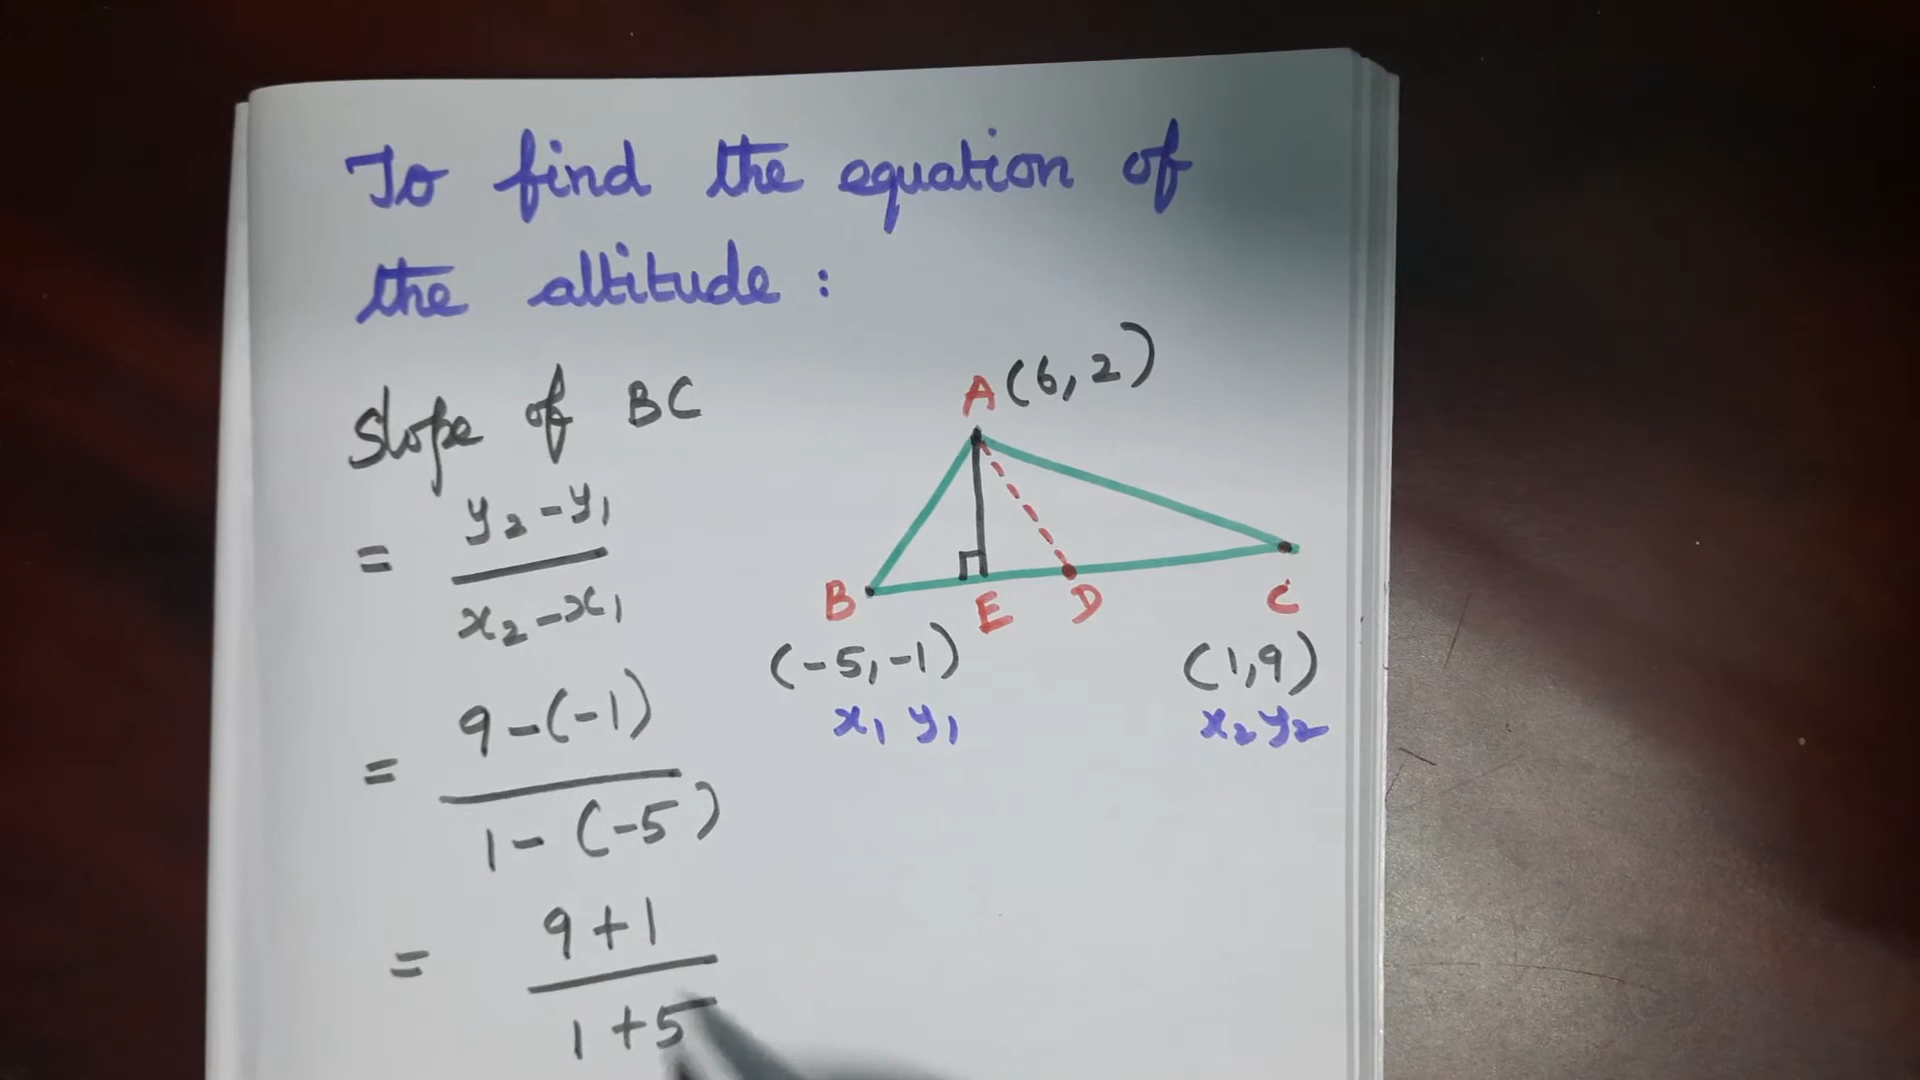 To find the equation of
the altitude :
Slope of BC
= y₂-y₁
x₂-x₁
= 9-(-1)
1-(-5)
= 9+1
1+5
A (6, 2)
B E D C
(-5, -1) (1, 9)
x₁ y₁ x₂ y₂